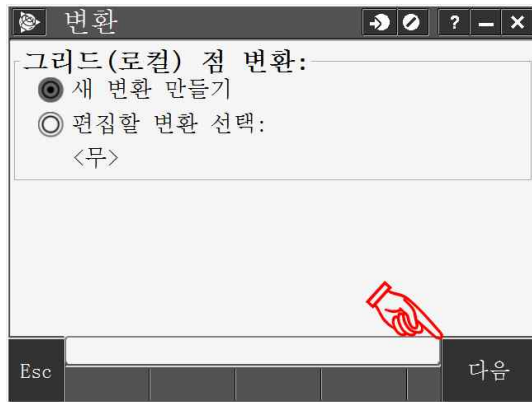 변환
? — ×
그리드(로컬) 점 변환:
새 변환 만들기
편집할 변환 선택:
<무>
Esc
다음